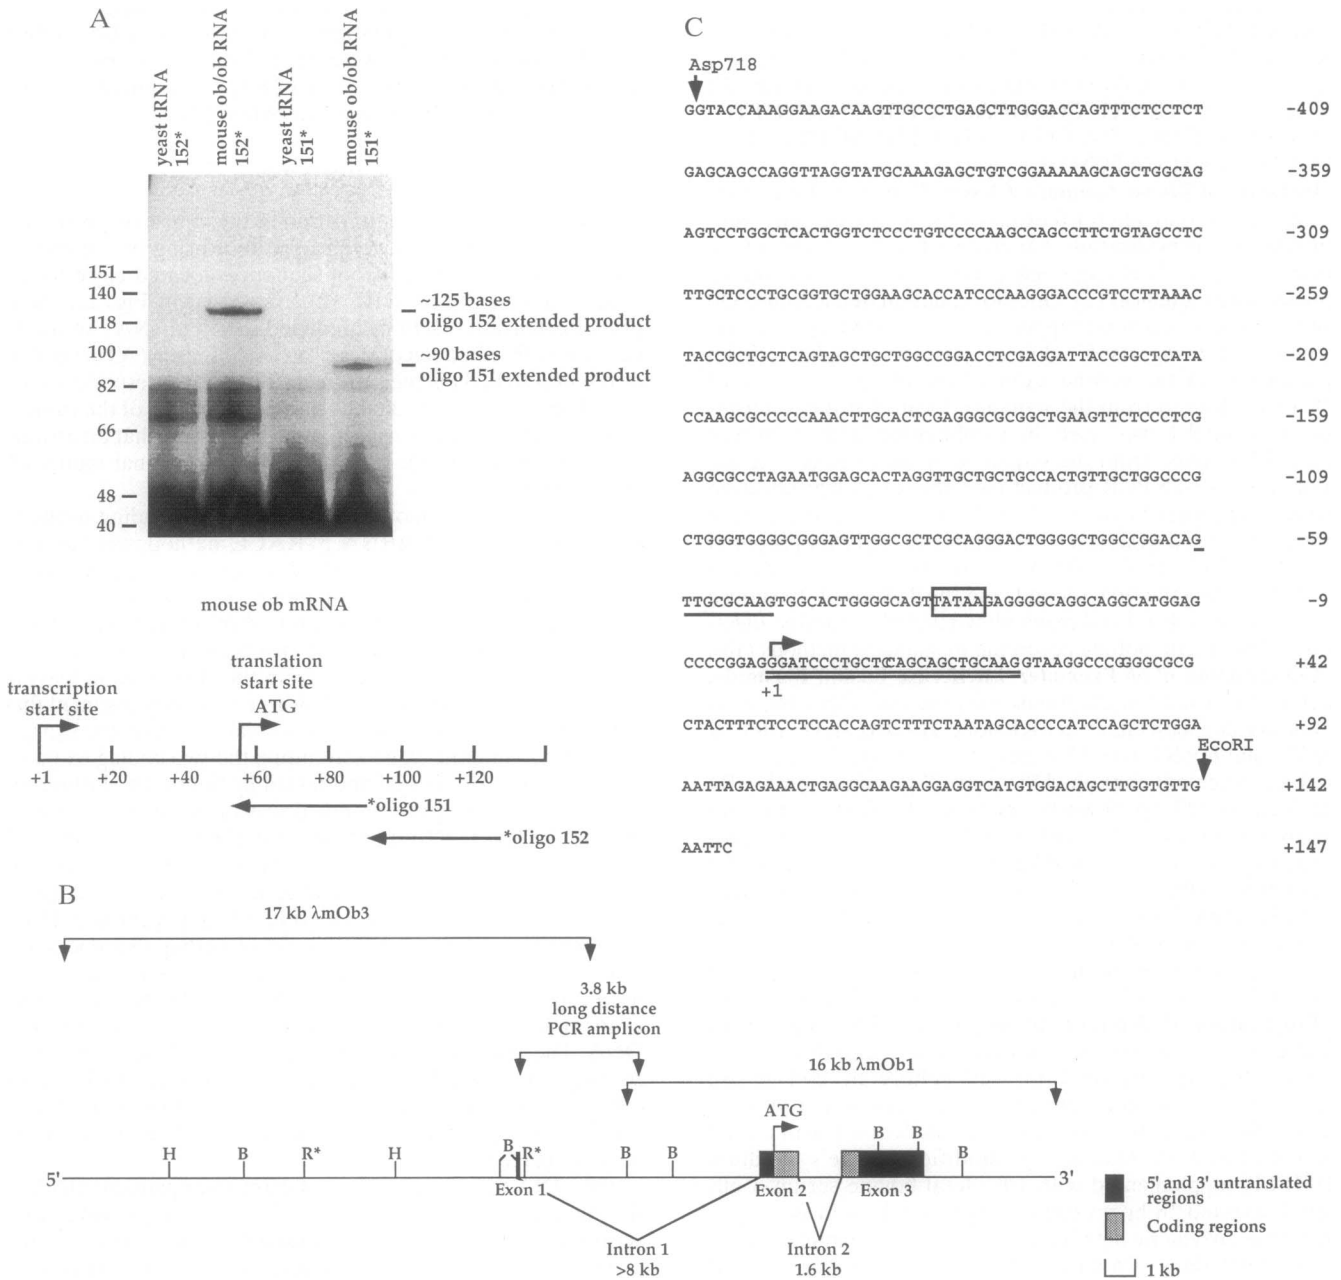 A
yeast tRNA
152*
mouse ob/ob RNA
152*
yeast tRNA
151*
mouse ob/ob RNA
151*
151
140
118
100
82
66
48
40
~125 bases
oligo 152 extended product
~90 bases
oligo 151 extended product
mouse ob mRNA
transcription
start site
translation
start site
ATG
+1
+20
+40
+60
+80
+100
+120
*oligo 151
*oligo 152
C
Asp718
GGTACCAAAGGAAGACAAGTTGCCCTGAGCTTGGGACCAGTTTCTCCTCT -409
GAGCAGCCAGGTTAGGTATGCAAAGAGCTGTCGGAAAAAGCAGCTGGCAG -359
AGTCCTGGCTCACTGGTCTCCCTGTCCCCAAGCCAGCCTTCTGTAGCCTC -309
TTGCTCCCTGCGGTGCTGGAAGCACCATCCCAAGGGACCCGTCCTTAAAC -259
TACCGCTGCTCAGTAGCTGCTGGCCGGACCTCGAGGATTACCGGCTCATA -209
CCAAGCGCCCCCAAACTTGCACTCGAGGGCGCGGCTGAAGTTCTCCCTCG -159
AGGCGCCTAGAATGGAGCACTAGGTTGCTGCTGCCACTGTTGCTGGCCCG -109
CTGGGTGGGGCGGGAGTTGGCGCTCGCAGGGACTGGGGCTGGCCGGACAG -59
TTGCGCAAGTGGCACTGGGGCAGTTATAAGAGGGGCAGGCAGGCATGGAG -9
CCCCGGAGGGATCCCTGCTCCAGCAGCTGCAAGGTAAGGCCCGGGGCGCG +42
+1
CTACTTTCTCCTCCACCAGTCTTTCTAATAGCACCCCATCCAGCTCTGGA +92
EcoRI
AATTAGAGAAACTGAGGCAAGAAGGAGGTCATGTGGACAGCTTGGTGTTG +142
AATTC +147
B
17 kb λmOb3
3.8 kb
long distance
PCR amplicon
16 kb λmOb1
ATG
5'
H
B
R*
H
B
R*
B
B
B
B
B
3'
Exon 1
Exon 2
Exon 3
Intron 1
>8 kb
Intron 2
1.6 kb
5' and 3' untranslated
regions
Coding regions
1 kb